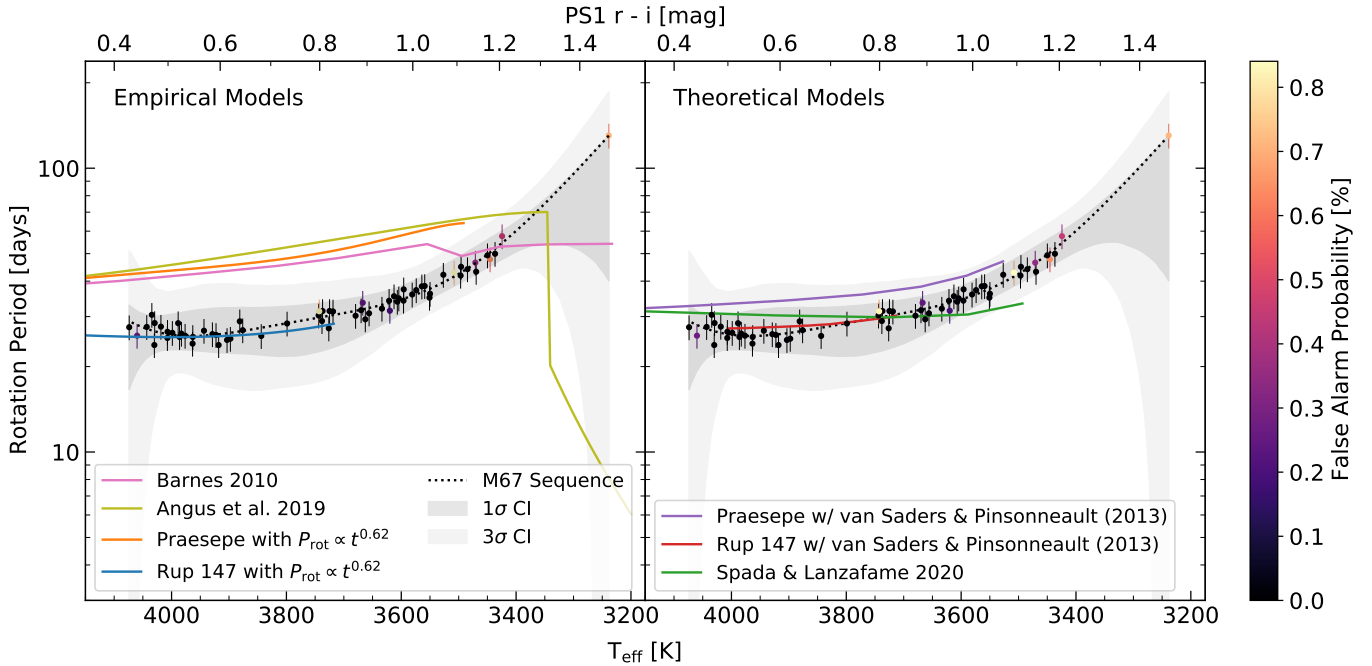 PS1 r - i [mag]
0.4 0.6 0.8 1.0 1.2 1.4 0.6 0.8 1.0 1.2 1.4
Empirical Models
Theoretical Models
Rotation Period [days]
100
10
Barnes 2010
Angus et al. 2019
Praesepe with P_rot ∝ t^0.62
Rup 147 with P_rot ∝ t^0.62
M67 Sequence
1σ CI
3σ CI
Praesepe w/ van Saders & Pinsonneault (2013)
Rup 147 w/ van Saders & Pinsonneault (2013)
Spada & Lanzafame 2020
4000 3800 3600 3400 3200 4000 3800 3600 3400 3200
T_eff [K]
0.8
0.7
0.6
0.5
0.4
0.3
0.2
0.1
0.0
False Alarm Probability [%]